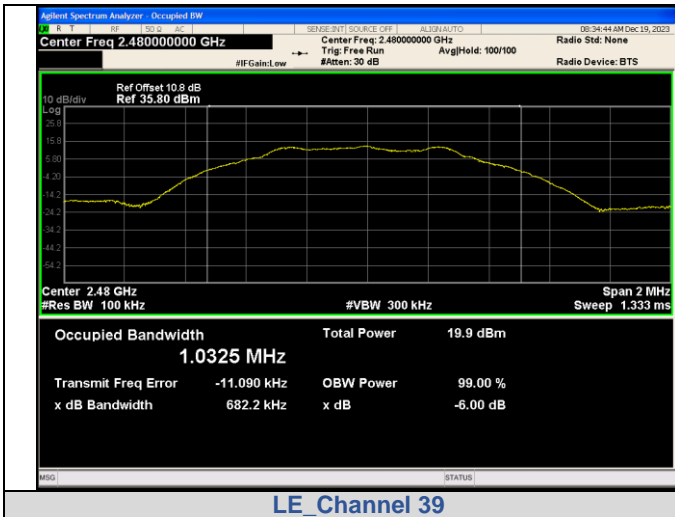 Agilent Spectrum Analyzer - Occupied BW
R T RF 50 Ω AC SENSE:INT SOURCE OFF ALIGN AUTO 08:34:44 AM Dec 19, 2023
Center Freq 2.480000000 GHz Center Freq: 2.480000000 GHz Radio Std: None
Trig: Free Run Avg|Hold: 100/100
#IFGain:Low #Atten: 30 dB Radio Device: BTS
Ref Offset 10.8 dB
10 dB/div Ref 35.80 dBm
Log
25.8
15.8
5.80
-4.20
-14.2
-24.2
-34.2
-44.2
-54.2
Center 2.48 GHz Span 2 MHz
#Res BW 100 kHz #VBW 300 kHz Sweep 1.333 ms
Occupied Bandwidth Total Power 19.9 dBm
1.0325 MHz
Transmit Freq Error -11.090 kHz OBW Power 99.00 %
x dB Bandwidth 682.2 kHz x dB -6.00 dB
MSG STATUS
LE_Channel 39